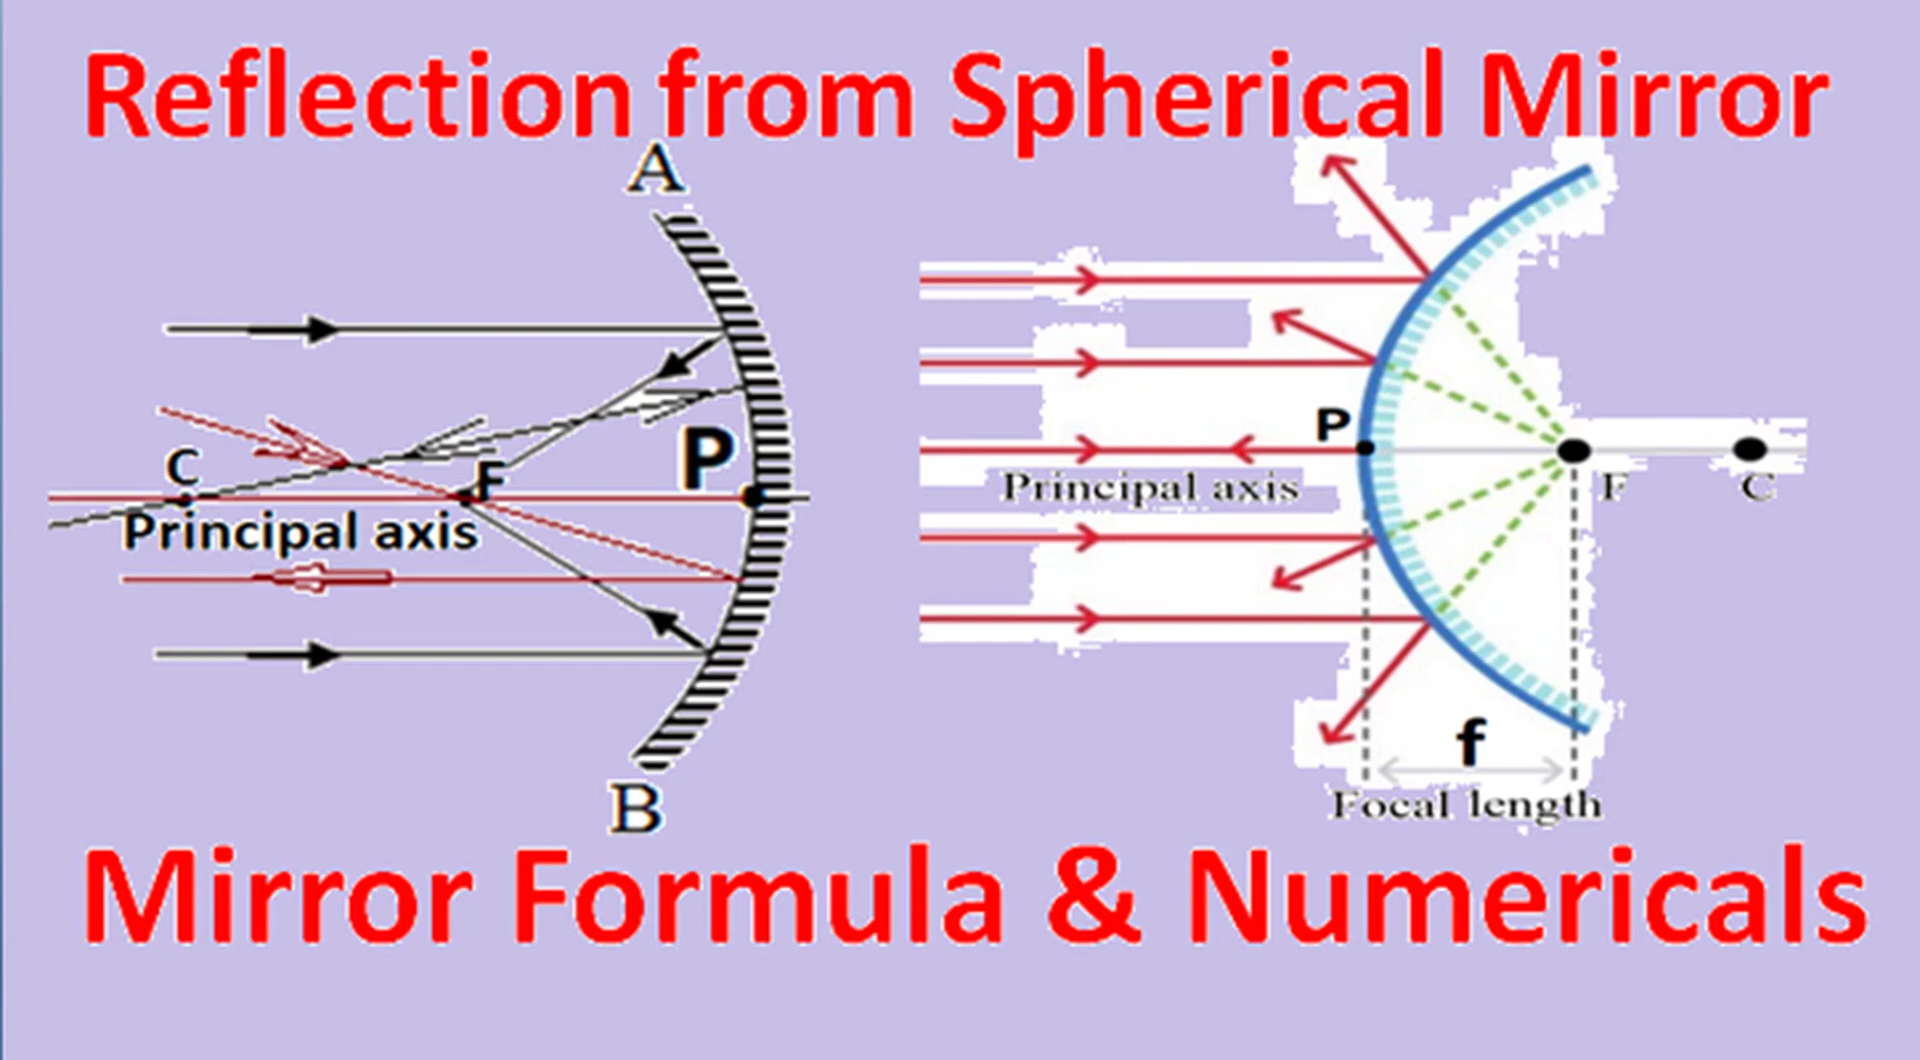 Reflection from Spherical Mirror
A
C
F
P
Principal axis
B
P
Principal axis
F
C
f
Focal length
Mirror Formula & Numericals